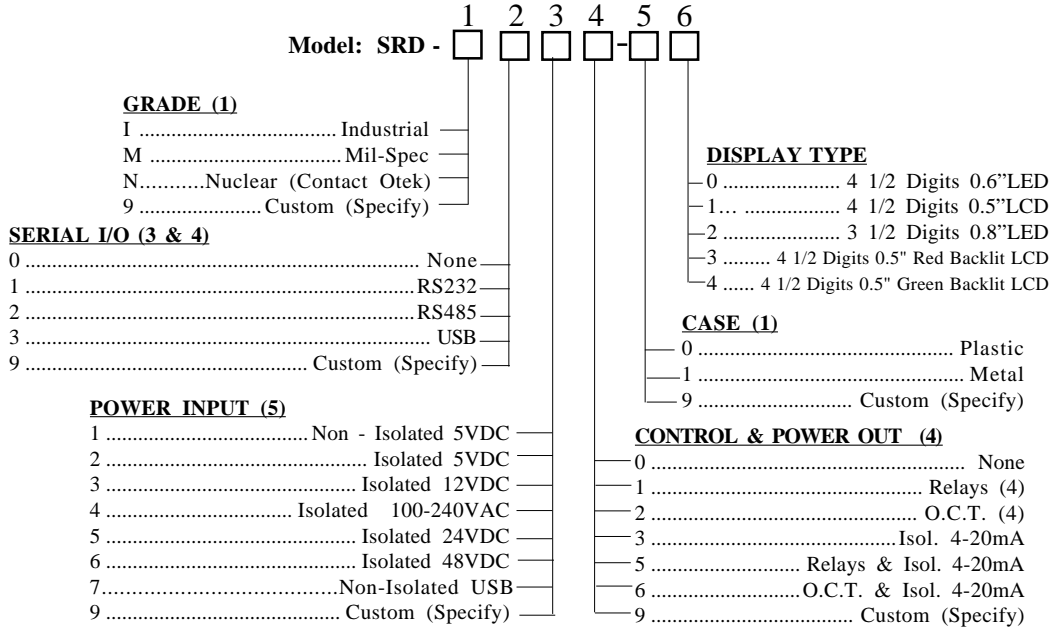 1 2 3 4 5 6
Model: SRD - -
GRADE (1)
I ..................................... Industrial
M .................................... Mil-Spec
N..........Nuclear (Contact Otek)
9 ....................... Custom (Specify)
SERIAL I/O (3 & 4)
0 .......................................................................... None
1 .........................................................................RS232
2 .........................................................................RS485
3 ............................................................................ USB
9 ...................................................... Custom (Specify)
POWER INPUT (5)
1 ...................................... Non - Isolated 5VDC
2 ................................................. Isolated 5VDC
3 ............................................... Isolated 12VDC
4 ................................... Isolated 100-240VAC
5 ............................................... Isolated 24VDC
6 ............................................... Isolated 48VDC
7.............................................Non-Isolated USB
9 ............................................ Custom (Specify)
DISPLAY TYPE
0 ...................... 4 1/2 Digits 0.6”LED
1... .................. 4 1/2 Digits 0.5”LCD
2 ...................... 3 1/2 Digits 0.8”LED
3 ......... 4 1/2 Digits 0.5" Red Backlit LCD
4 ...... 4 1/2 Digits 0.5" Green Backlit LCD
CASE (1)
0 ................................................ Plastic
1 .................................................. Metal
9 ............................. Custom (Specify)
CONTROL & POWER OUT (4)
0 ........................................................... None
1 ................................................... Relays (4)
2 .................................................. O.C.T. (4)
3 ..............................................Isol. 4-20mA
5 ............................ Relays & Isol. 4-20mA
6 ............................O.C.T. & Isol. 4-20mA
9 ...................................... Custom (Specify)